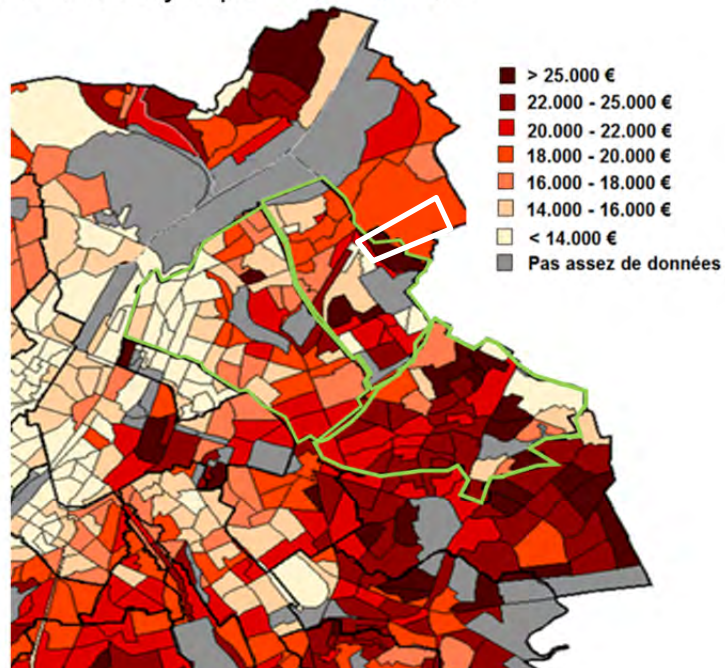 > 25.000 €
22.000 - 25.000 €
20.000 - 22.000 €
18.000 - 20.000 €
16.000 - 18.000 €
14.000 - 16.000 €
< 14.000 €
Pas assez de données